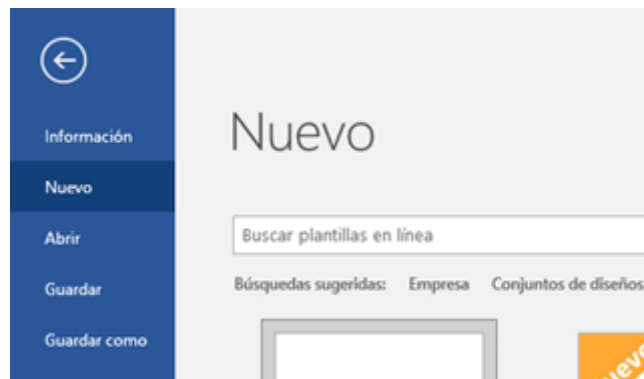 Información
Nuevo
Abrir
Guardar
Guardar como
Nuevo
Buscar plantillas en línea
Búsquedas sugeridas: Empresa Conjuntos de diseños